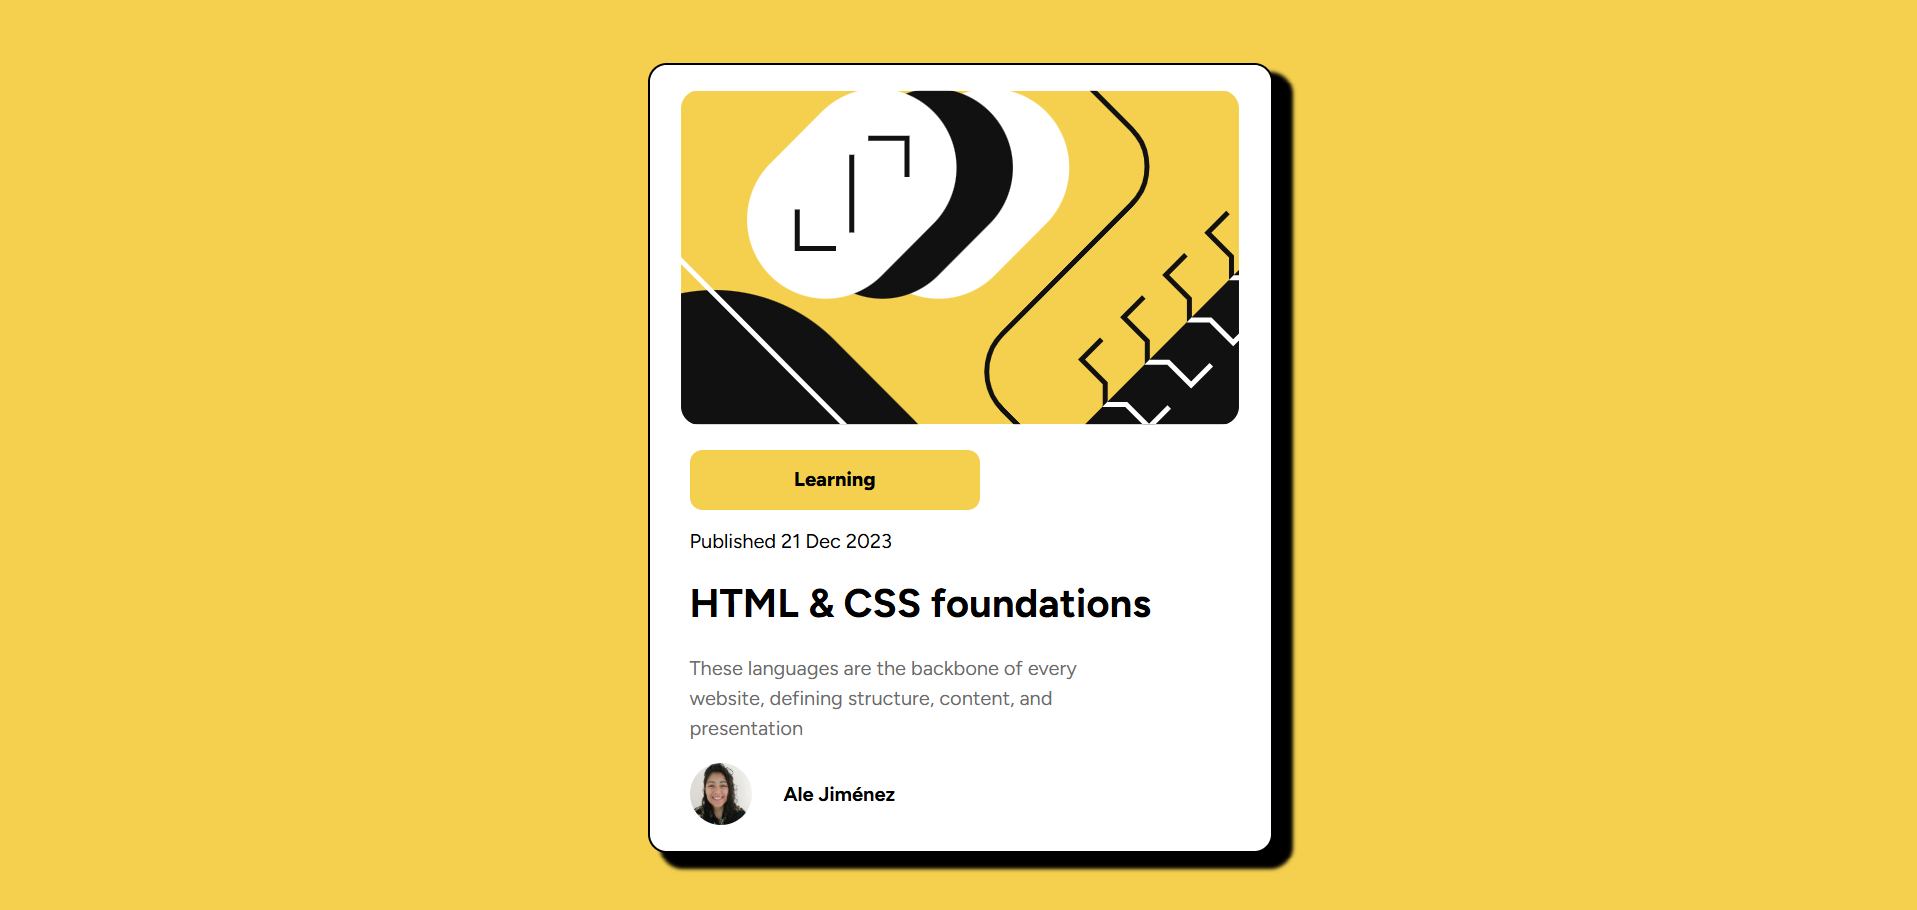 Learning
Published 21 Dec 2023
HTML & CSS foundations
These languages are the backbone of every
website, defining structure, content, and
presentation
Ale Jiménez